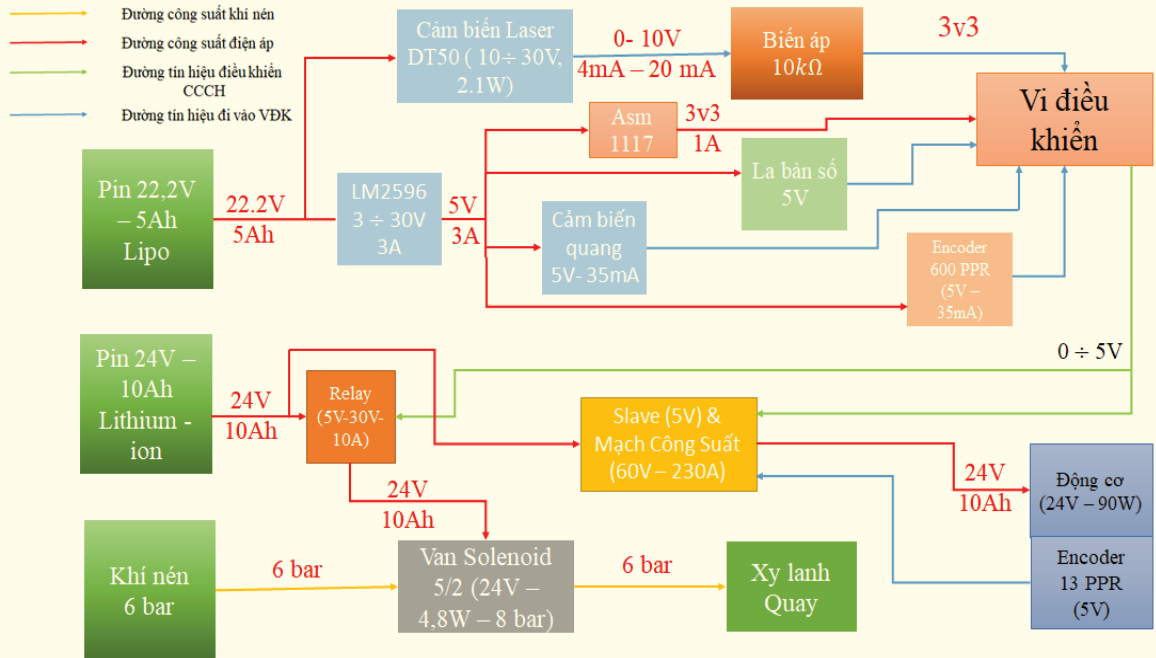 Đường công suất khí nén
Đường công suất điện áp
Đường tín hiệu điều khiển
CCCH
Đường tín hiệu đi vào VĐK
Cảm biến Laser
DT50 ( 10÷ 30V,
2.1W)
0- 10V
4mA – 20 mA
Biến áp
10kΩ
3v3
Vi điều
khiển
Asm
1117
3v3
1A
La bàn số
5V
Pin 22,2V
– 5Ah
Lipo
22.2V
5Ah
LM2596
3 ÷ 30V
3A
5V
3A
Cảm biến
quang
5V- 35mA
Encoder
600 PPR
(5V –
35mA)
0 ÷ 5V
Pin 24V –
10Ah
Lithium -
ion
24V
10Ah
Relay
(5V-30V-
10A)
Slave (5V) &
Mạch Công Suất
(60V – 230A)
24V
10Ah
Động cơ
(24V – 90W)
24V
10Ah
Khí nén
6 bar
6 bar
Van Solenoid
5/2 (24V –
4,8W – 8 bar)
6 bar
Xy lanh
Quay
Encoder
13 PPR
(5V)